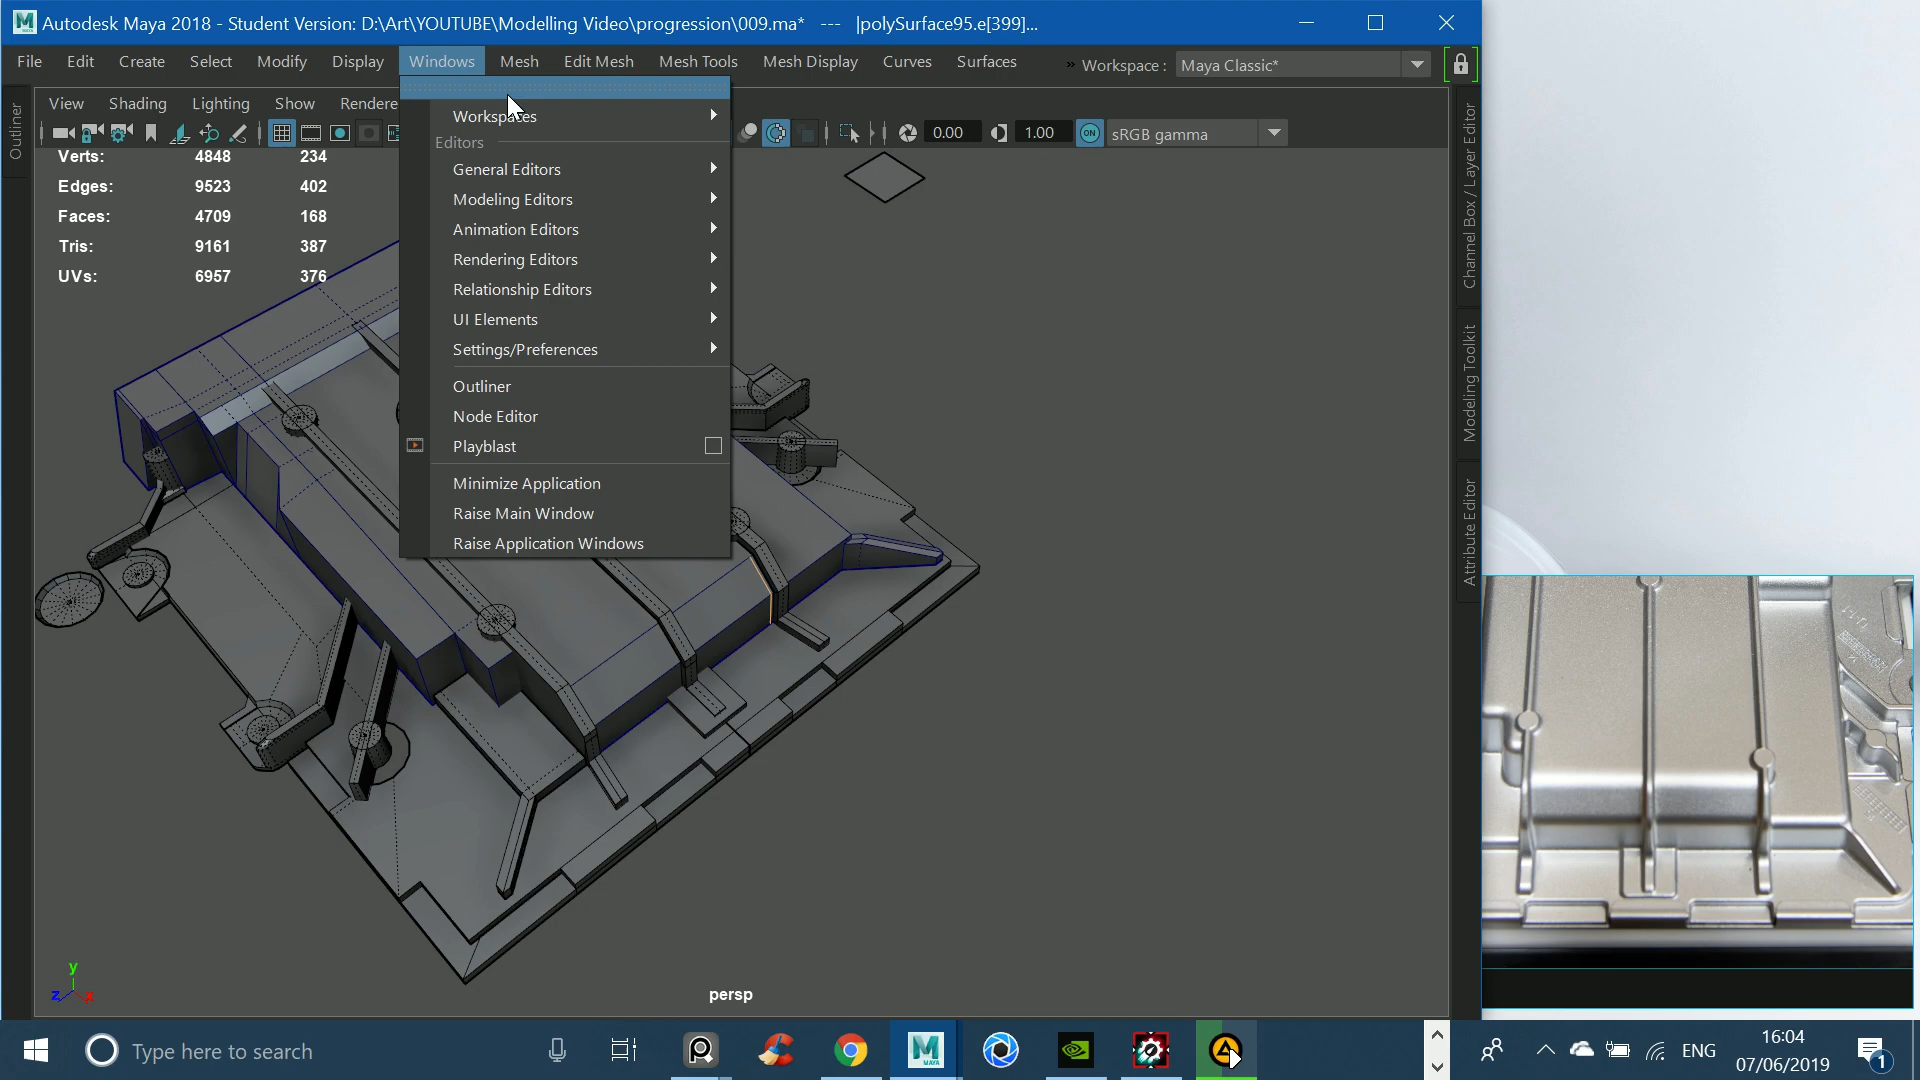 Autodesk Maya 2018 - Student Version: D:\Art\YOUTUBE\Modelling Video\progression\009.ma* --- |polySurface95.e[399]...
File Edit Create Select Modify Display Windows Mesh Edit Mesh Mesh Tools Mesh Display Curves Surfaces » Workspace : Maya Classic*
View Shading Lighting Show Rendere
0.00 1.00 ON sRGB gamma
Outliner
Verts: 4848 234
Edges: 9523 402
Faces: 4709 168
Tris: 9161 387
UVs: 6957 376
Workspaces
Editors
General Editors
Modeling Editors
Animation Editors
Rendering Editors
Relationship Editors
UI Elements
Settings/Preferences
Outliner
Node Editor
Playblast
Minimize Application
Raise Main Window
Raise Application Windows
Channel Box / Layer Editor
Modeling Toolkit
Attribute Editor
y
z x
persp
Type here to search
MAYA
ENG
16:04
07/06/2019
1